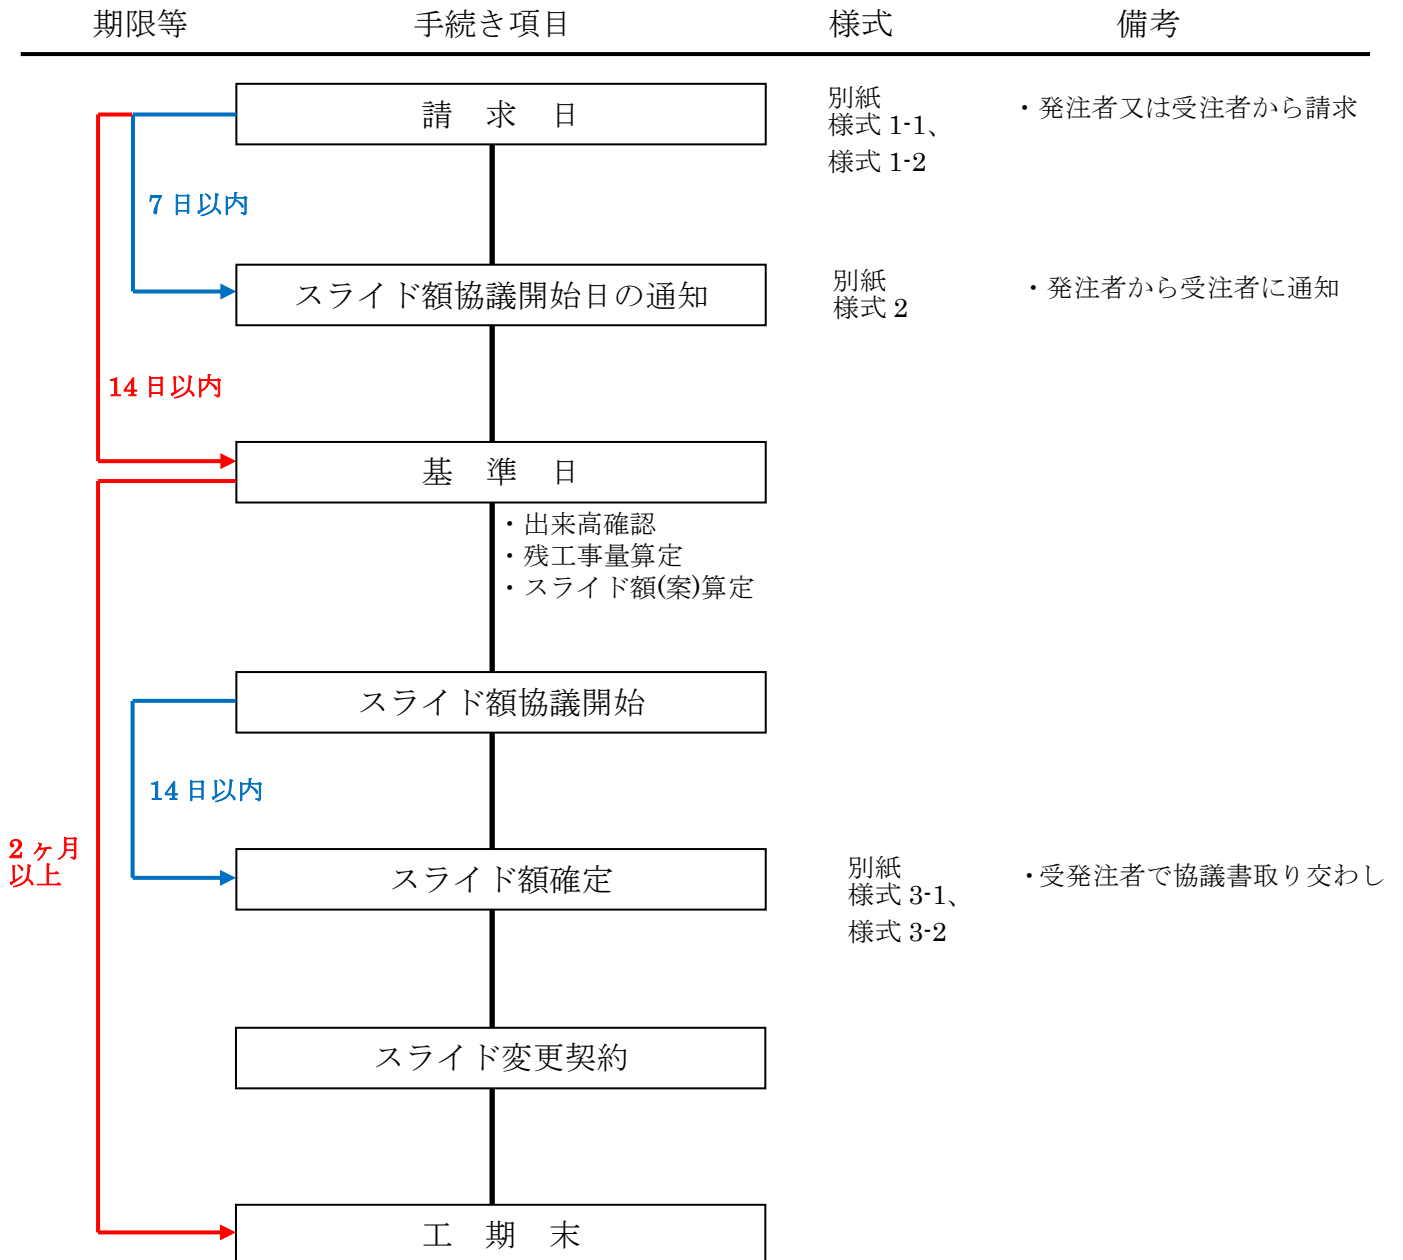 期限等 手続き項目 様式 備考
請 求 日
別紙
様式 1-1、
様式 1-2
・発注者又は受注者から請求
7 日以内
スライド額協議開始日の通知
別紙
様式 2
・発注者から受注者に通知
14 日以内
基 準 日
・出来高確認
・残工事量算定
・スライド額(案)算定
スライド額協議開始
14 日以内
2 ヶ月
以上
スライド額確定
別紙
様式 3-1、
様式 3-2
・受発注者で協議書取り交わし
スライド変更契約
工 期 末